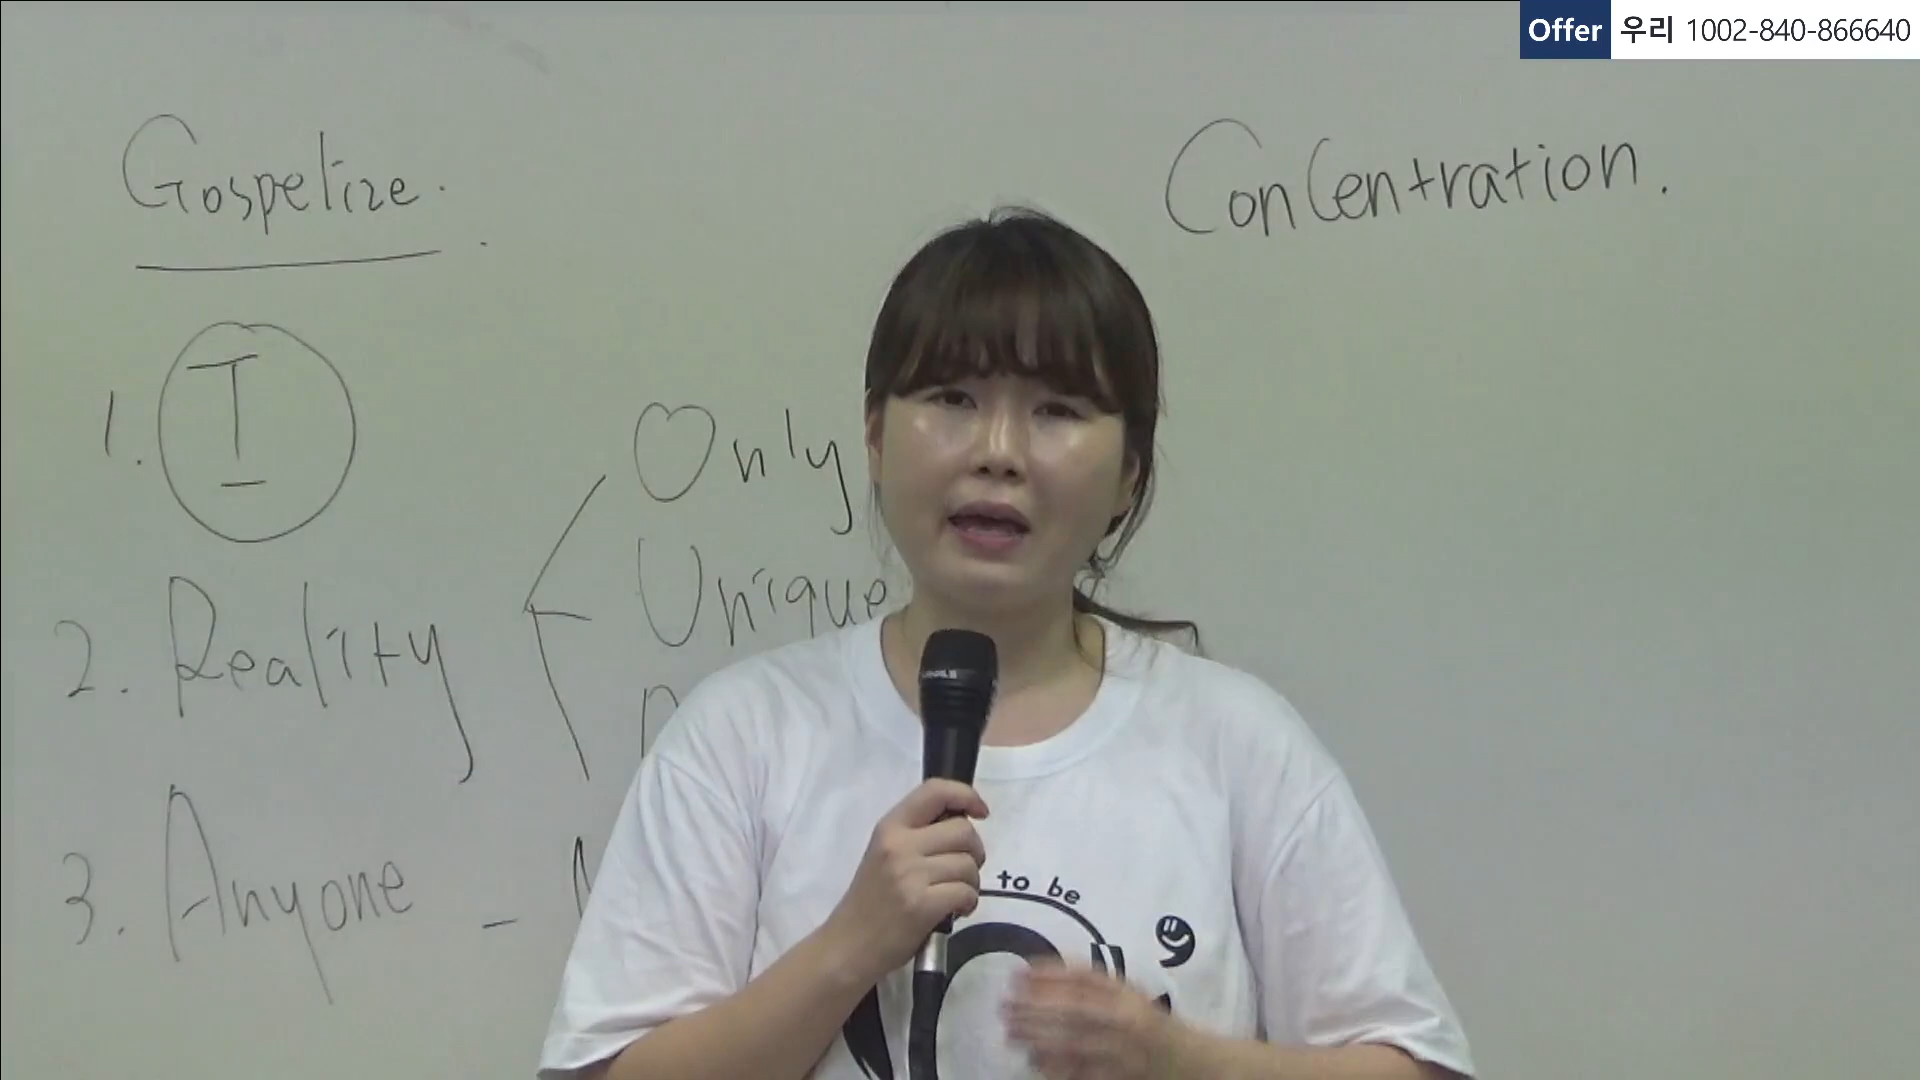 Offer 우리 1002-840-866640
Gospelize.
Concentration.
1. I
Only
2. Reality
Unique
3. Anyone -
to be